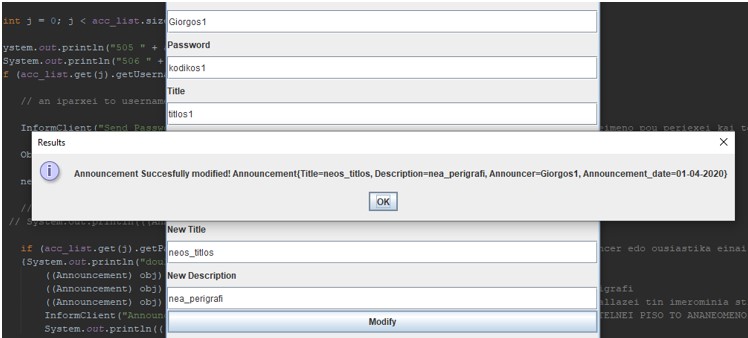 int j = 0; j < acc_list.size
Giorgos1
ystem.out.println("505 " +
Password
System.out.println("506 " +
kodikos1
f (acc_list.get(j).getUserna
Title
// an iparxei to username
titlos1
InformClient("Send Passw
rimeno pou periexei kai t
Results
Announcement Succesfully modified! Announcement{Title=neos_titlos, Description=nea_perigrafi, Announcer=Giorgos1, Announcement_date=01-04-2020}
OK
ne
//
// System.out.println(((An
New Title
if (acc_list.get(j).getPa
neos_titlos
ncer edo ousiastika einai
(System.out.println("dou
New Description
((Announcement) obj)
((Announcement) obj)
nea_perigrafi
rigrafi
((Announcement) obj)
allazei tin imerominia st
InformClient("Announ
Modify
TELNEI PISO TO ANANEOMENO
System.out.println((